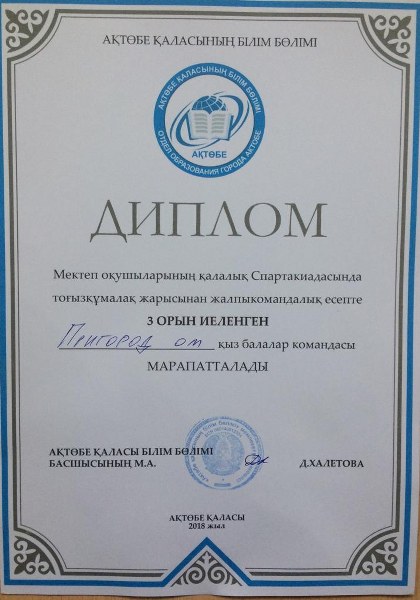 АҚТӨБЕ ҚАЛАСЫНЫҢ БІЛІМ БӨЛІМІ
АҚТӨБЕ ҚАЛАСЫНЫҢ БІЛІМ БӨЛІМІ
АҚТӨБЕ
ОТДЕЛ ОБРАЗОВАНИЯ ГОРОДА АКТОБЕ
ДИПЛОМ
Мектеп оқушыларының қалалық Спартакиадасында
тоғызқұмалақ жарысынан жалпыкомандалық есепте
3 ОРЫН ИЕЛЕНГЕН
Пригород ом қыз балалар командасы
МАРАПАТТАЛАДЫ
АҚТӨБЕ ҚАЛАСЫ БІЛІМ БӨЛІМІ
БАСШЫСЫНЫҢ М.А. Д.ХАЛЕТОВА
АҚТӨБЕ ҚАЛАСЫ
2018 жыл